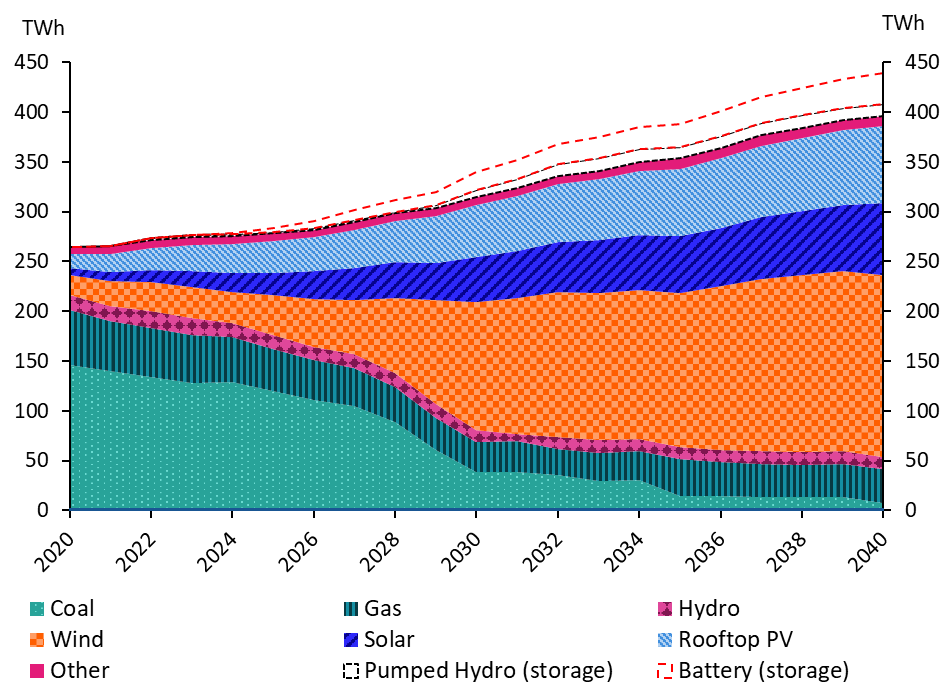 TWh TWh
450 450
400 400
350 350
300 300
250 250
200 200
150 150
100 100
50 50
0 0
2020 2022 2024 2026 2028 2030 2032 2034 2036 2038 2040
Coal Gas Hydro
Wind Solar Rooftop PV
Other Pumped Hydro (storage) Battery (storage)